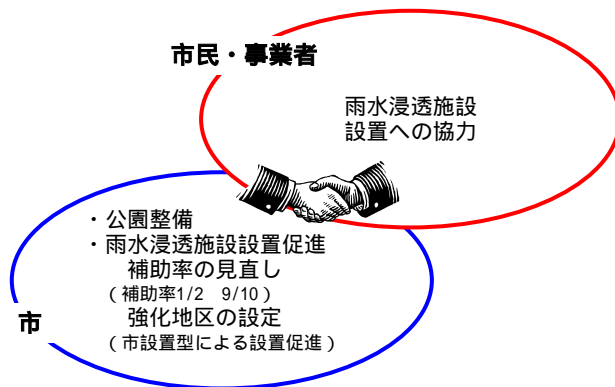 市民・事業者
雨水浸透施設
設置への協力
・公園整備
・雨水浸透施設設置促進
補助率の見直し
（補助率1/2　9/10）
強化地区の設定
（市設置型による設置促進）
市